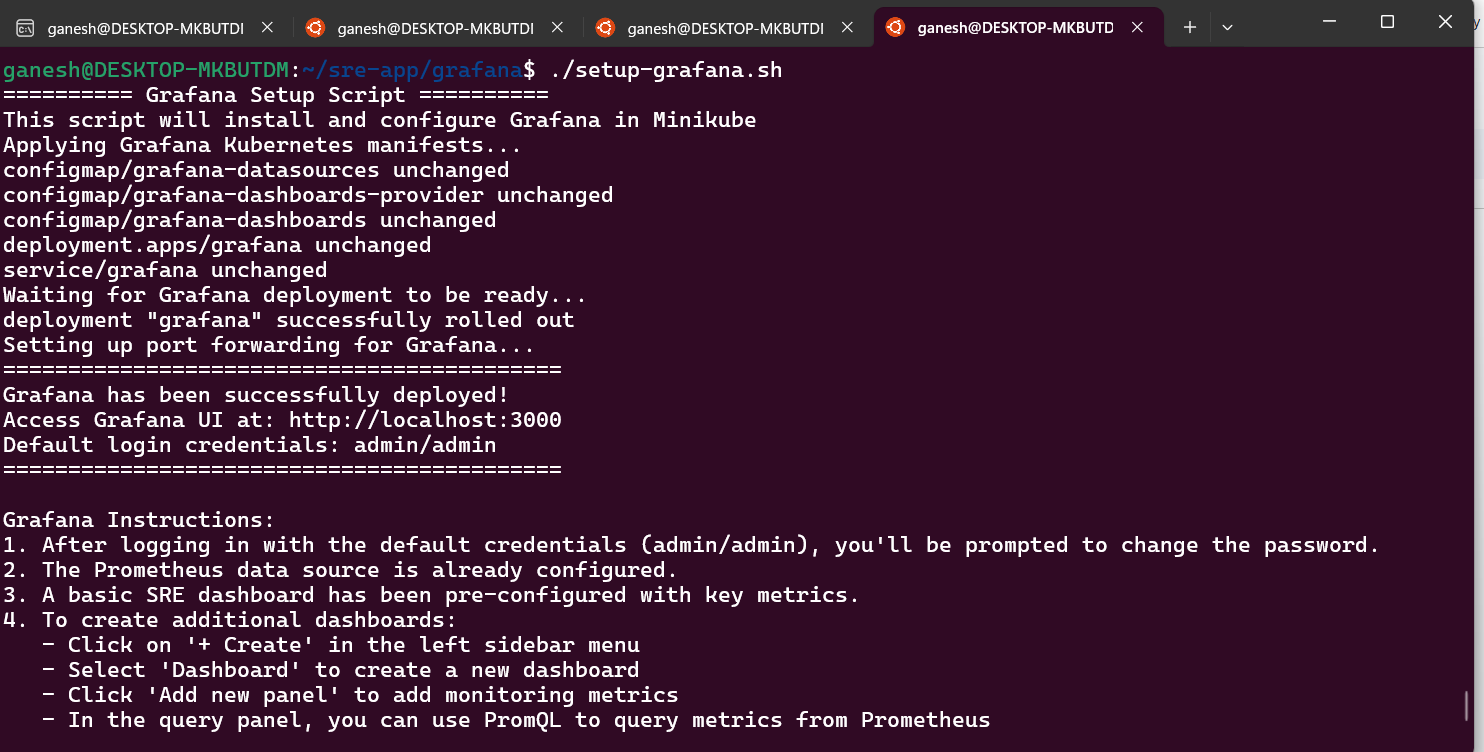 ganesh@DESKTOP-MKBUTDI
ganesh@DESKTOP-MKBUTDI
ganesh@DESKTOP-MKBUTDI
ganesh@DESKTOP-MKBUTD
ganesh@DESKTOP-MKBUTDM:~/sre-app/grafana$ ./setup-grafana.sh
========== Grafana Setup Script ==========
This script will install and configure Grafana in Minikube
Applying Grafana Kubernetes manifests...
configmap/grafana-datasources unchanged
configmap/grafana-dashboards-provider unchanged
configmap/grafana-dashboards unchanged
deployment.apps/grafana unchanged
service/grafana unchanged
Waiting for Grafana deployment to be ready...
deployment "grafana" successfully rolled out
Setting up port forwarding for Grafana...
===========================================
Grafana has been successfully deployed!
Access Grafana UI at: http://localhost:3000
Default login credentials: admin/admin
===========================================
Grafana Instructions:
1. After logging in with the default credentials (admin/admin), you'll be prompted to change the password.
2. The Prometheus data source is already configured.
3. A basic SRE dashboard has been pre-configured with key metrics.
4. To create additional dashboards:
   - Click on '+ Create' in the left sidebar menu
   - Select 'Dashboard' to create a new dashboard
   - Click 'Add new panel' to add monitoring metrics
   - In the query panel, you can use PromQL to query metrics from Prometheus